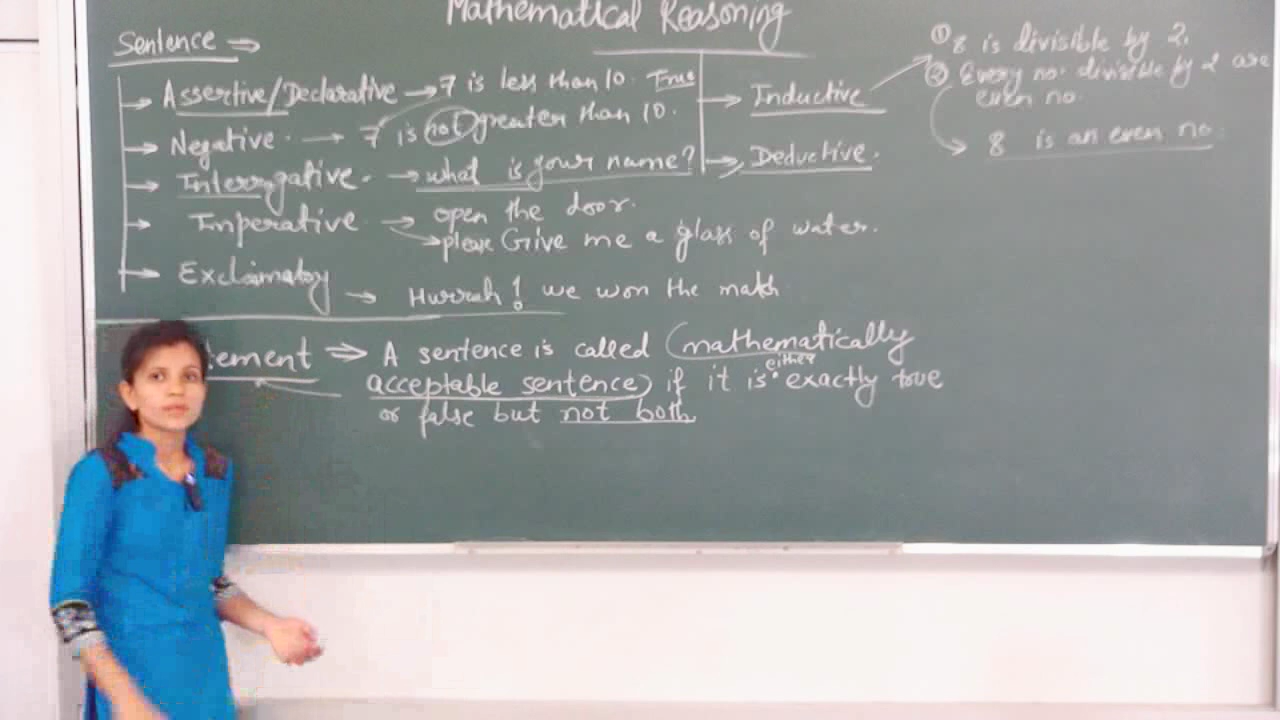 Mathematical Reasoning
Sentence ⇒
→ Assertive/Declarative → 7 is less than 10. True
→ Negative. → 7 is not greater than 10.
→ Interrogative. → what is your name?
→ Imperative → open the door.
→ please Give me a glass of water.
→ Exclamatory → Hurrah! we won the match
→ Inductive
→ Deductive.
① 8 is divisible by 2.
② Every no. divisible by 2 are
even no.
→ 8 is an even no.
tement ⇒ A sentence is called (mathematically
acceptable sentence) if it is either exactly true
or false but not both